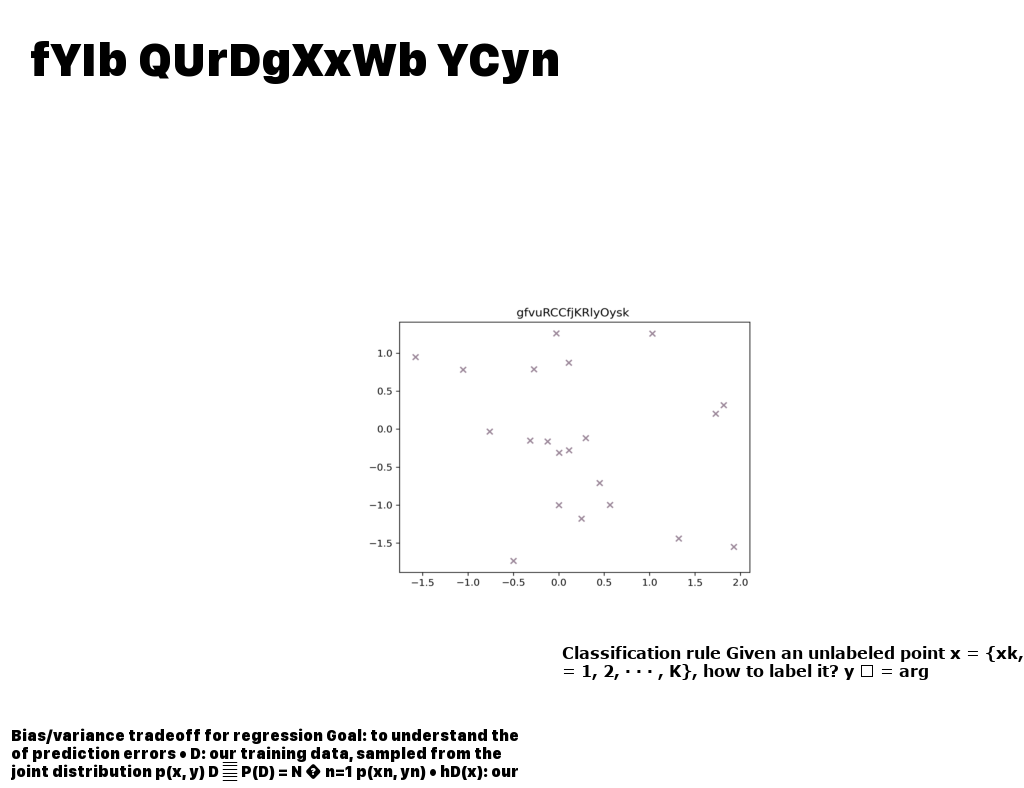 fYIb QUrDgXxWb YCyn
gfvuRCCfjKRlyOysk
1.0
0.5
0.0
−0.5
−1.0
−1.5
−1.5 −1.0 −0.5 0.0 0.5 1.0 1.5 2.0
Classification rule Given an unlabeled point x = {xk,
= 1, 2, · · · , K}, how to label it? y □ = arg
Bias/variance tradeoff for regression Goal: to understand the
of prediction errors • D: our training data, sampled from the
joint distribution p(x, y) D P(D) = N � n=1 p(xn, yn) • hD(x): our